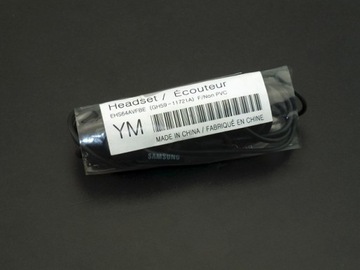 Headset / Écouteur
EHS64AVFBE (GH59-11721A) F/Non PVC
YM
MADE IN CHINA / FABRIQUÉ EN CHINE
SAMSUNG